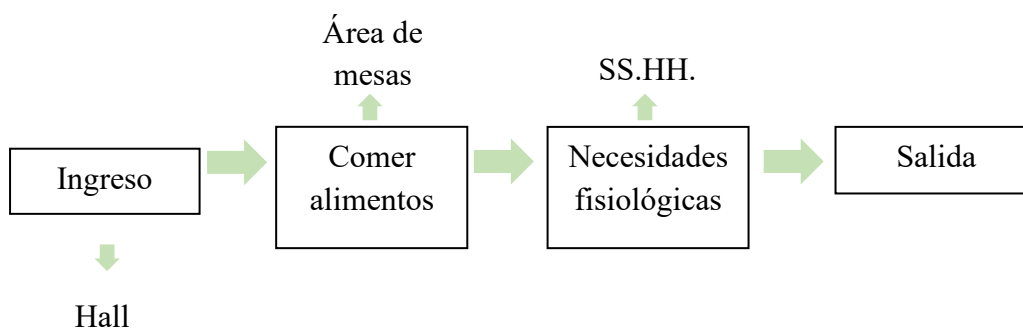 Área de
mesas
SS.HH.
Ingreso
Comer
alimentos
Necesidades
fisiológicas
Salida
Hall